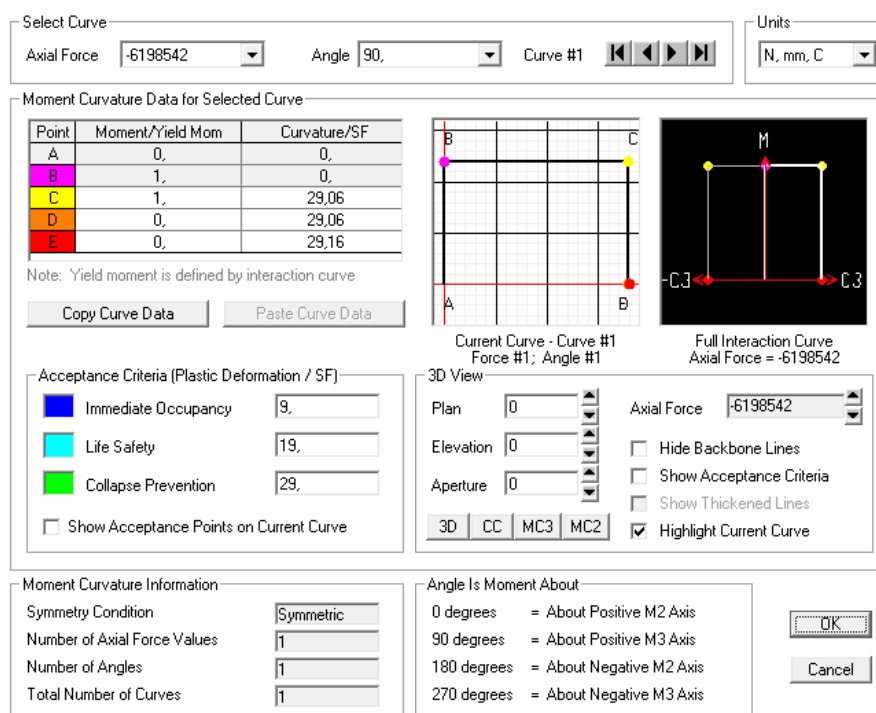 Select Curve
Axial Force -6198542 Angle 90, Curve #1
Units
N, mm, C
Moment Curvature Data for Selected Curve
Point Moment/Yield Mom Curvature/SF
A 0, 0,
B 1, 0,
C 1, 29,06
D 0, 29,06
E 0, 29,16
Note: Yield moment is defined by interaction curve
Copy Curve Data Paste Curve Data
B C
A B
Current Curve - Curve #1
Force #1; Angle #1
M
-C3 C3
Full Interaction Curve
Axial Force = -6198542
Acceptance Criteria (Plastic Deformation / SF)
Immediate Occupancy 9,
Life Safety 19,
Collapse Prevention 29,
Show Acceptance Points on Current Curve
3D View
Plan 0
Elevation 0
Aperture 0
3D CC MC3 MC2
Axial Force -6198542
Hide Backbone Lines
Show Acceptance Criteria
Show Thickened Lines
Highlight Current Curve
Moment Curvature Information
Symmetry Condition Symmetric
Number of Axial Force Values 1
Number of Angles 1
Total Number of Curves 1
Angle Is Moment About
0 degrees = About Positive M2 Axis
90 degrees = About Positive M3 Axis
180 degrees = About Negative M2 Axis
270 degrees = About Negative M3 Axis
OK
Cancel